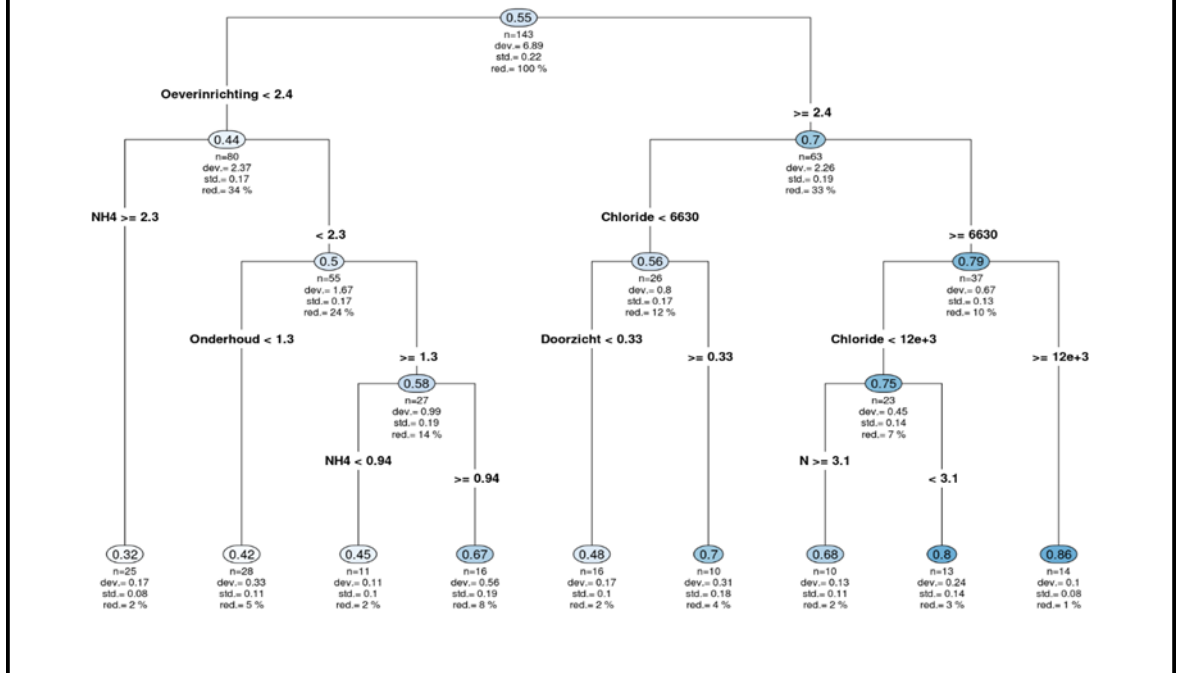 0.55
n=143
dev.= 6.89
std.= 0.22
red.= 100 %
Oeverinrichting < 2.4
>= 2.4
0.44
n=80
dev.= 2.37
std.= 0.17
red.= 34 %
0.7
n=63
dev.= 2.26
std.= 0.19
red.= 33 %
NH4 >= 2.3
< 2.3
Chloride < 6630
>= 6630
0.5
n=55
dev.= 1.67
std.= 0.17
red.= 24 %
0.56
n=26
dev.= 0.8
std.= 0.17
red.= 12 %
0.79
n=37
dev.= 0.67
std.= 0.13
red.= 10 %
Onderhoud < 1.3
>= 1.3
Doorzicht < 0.33
>= 0.33
Chloride < 12e+3
>= 12e+3
0.58
n=27
dev.= 0.99
std.= 0.19
red.= 14 %
0.75
n=23
dev.= 0.45
std.= 0.14
red.= 7 %
NH4 < 0.94
>= 0.94
N >= 3.1
< 3.1
0.32
n=25
dev.= 0.17
std.= 0.08
red.= 2 %
0.42
n=28
dev.= 0.33
std.= 0.11
red.= 5 %
0.45
n=11
dev.= 0.11
std.= 0.1
red.= 2 %
0.67
n=16
dev.= 0.56
std.= 0.19
red.= 8 %
0.48
n=16
dev.= 0.17
std.= 0.1
red.= 2 %
0.7
n=10
dev.= 0.31
std.= 0.18
red.= 4 %
0.68
n=10
dev.= 0.13
std.= 0.11
red.= 2 %
0.8
n=13
dev.= 0.24
std.= 0.14
red.= 3 %
0.86
n=14
dev.= 0.1
std.= 0.08
red.= 1 %